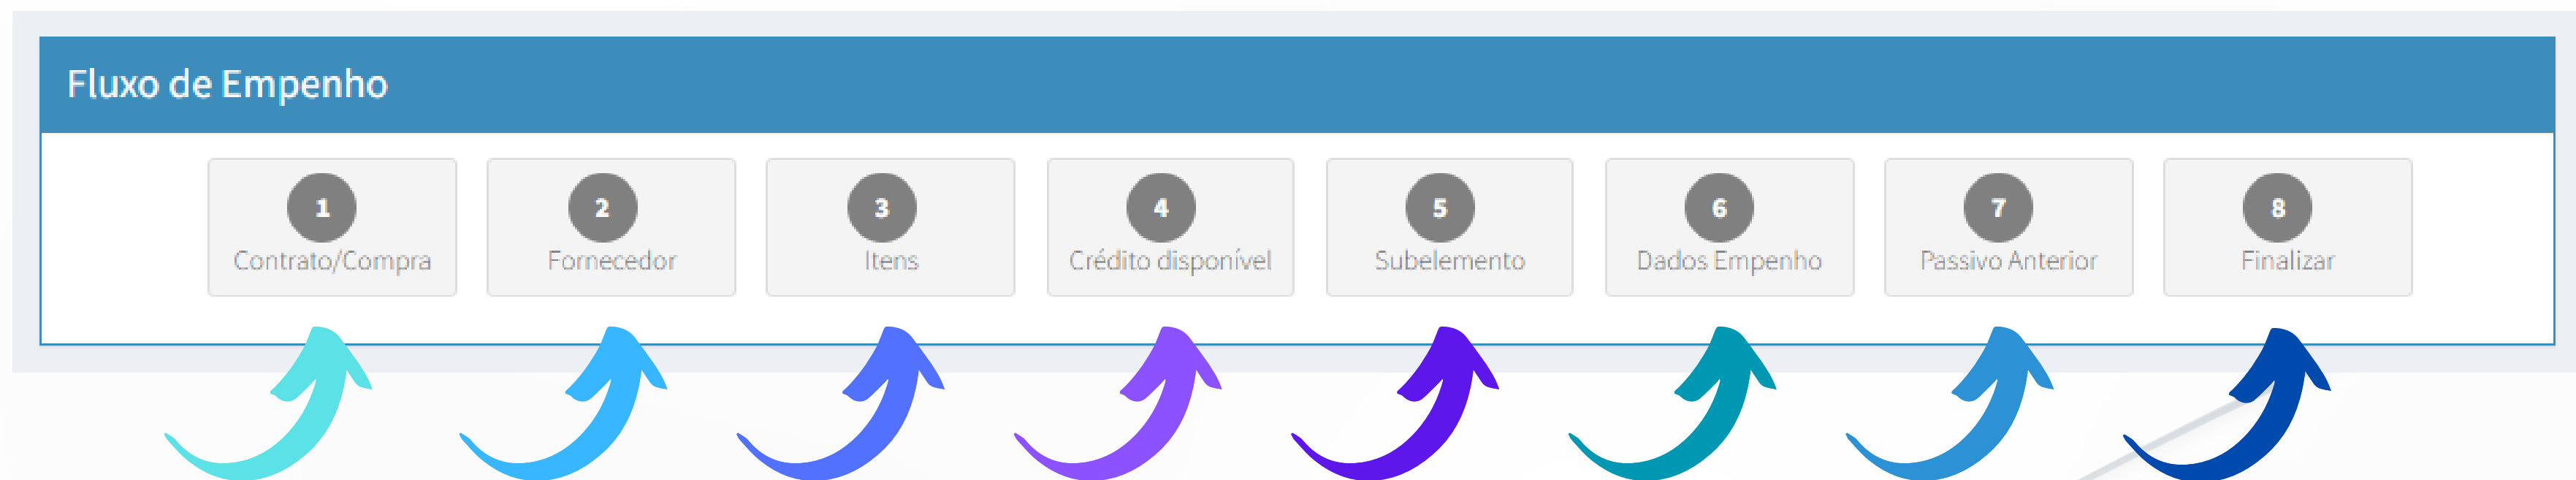 Fluxo de Empenho
1
Contrato/Compra
2
Fornecedor
3
Itens
4
Crédito disponível
5
Subelemento
6
Dados Empenho
7
Passivo Anterior
8
Finalizar